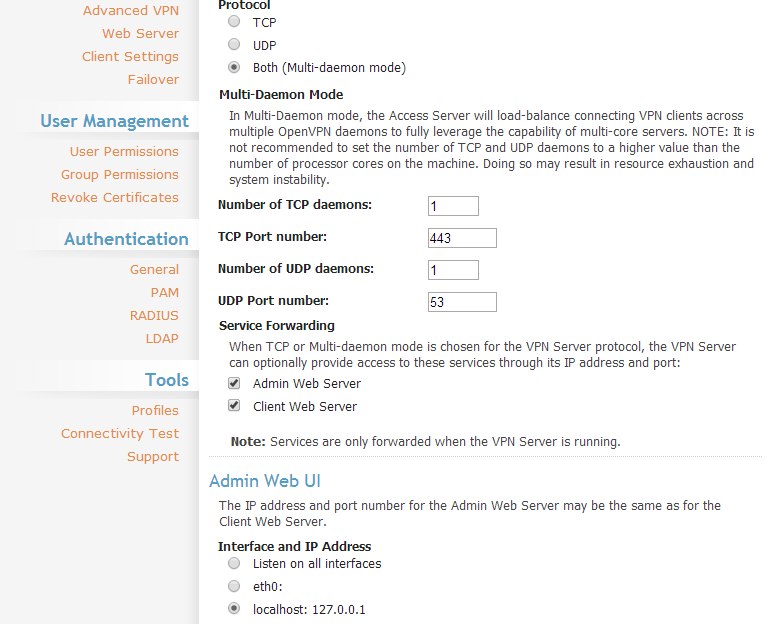 Advanced VPN
Web Server
Client Settings
Failover
User Management
User Permissions
Group Permissions
Revoke Certificates
Authentication
General
PAM
RADIUS
LDAP
Tools
Profiles
Connectivity Test
Support
Protocol
TCP
UDP
Both (Multi-daemon mode)
Multi-Daemon Mode
In Multi-Daemon mode, the Access Server will load-balance connecting VPN clients across
multiple OpenVPN daemons to fully leverage the capability of multi-core servers. NOTE: It is
not recommended to set the number of TCP and UDP daemons to a higher value than the
number of processor cores on the machine. Doing so may result in resource exhaustion and
system instability.
Number of TCP daemons: 1
TCP Port number: 443
Number of UDP daemons: 1
UDP Port number: 53
Service Forwarding
When TCP or Multi-daemon mode is chosen for the VPN Server protocol, the VPN Server
can optionally provide access to these services through its IP address and port:
Admin Web Server
Client Web Server
Note: Services are only forwarded when the VPN Server is running.
Admin Web UI
The IP address and port number for the Admin Web Server may be the same as for the
Client Web Server.
Interface and IP Address
Listen on all interfaces
eth0:
localhost: 127.0.0.1